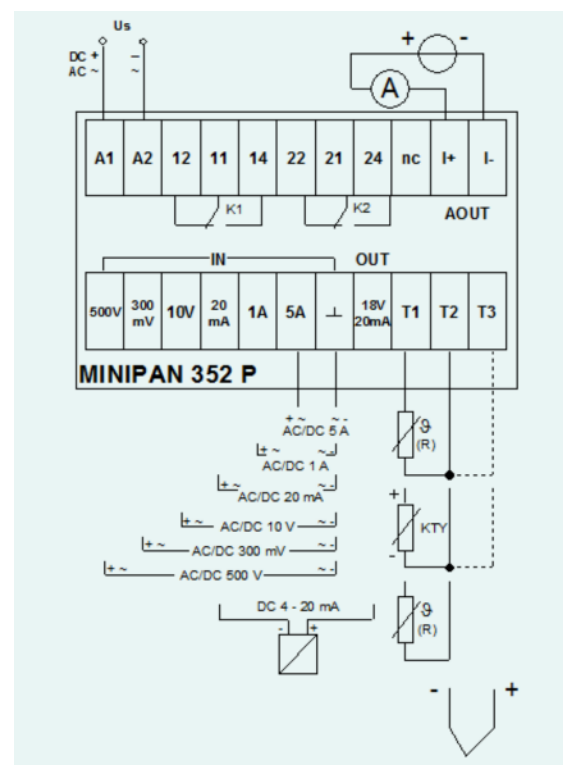 Us
DC + –
AC ~ ~
+ -
A
A1 A2 12 11 14 22 21 24 nc I+ I-
K1 K2 AOUT
IN OUT
500V 300 mV 10V 20 mA 1A 5A ⊥ 18V 20mA T1 T2 T3
MINIPAN 352 P
+ ~ ~ -
AC/DC 5 A
+ ~ ~ -
AC/DC 1 A
+ ~ ~ -
AC/DC 20 mA
+ ~ AC/DC 10 V ~ -
+ ~ AC/DC 300 mV ~ -
+ ~ AC/DC 500 V ~ -
DC 4 - 20 mA
- +
ϑ
(R)
+
KTY
-
ϑ
(R)
- +